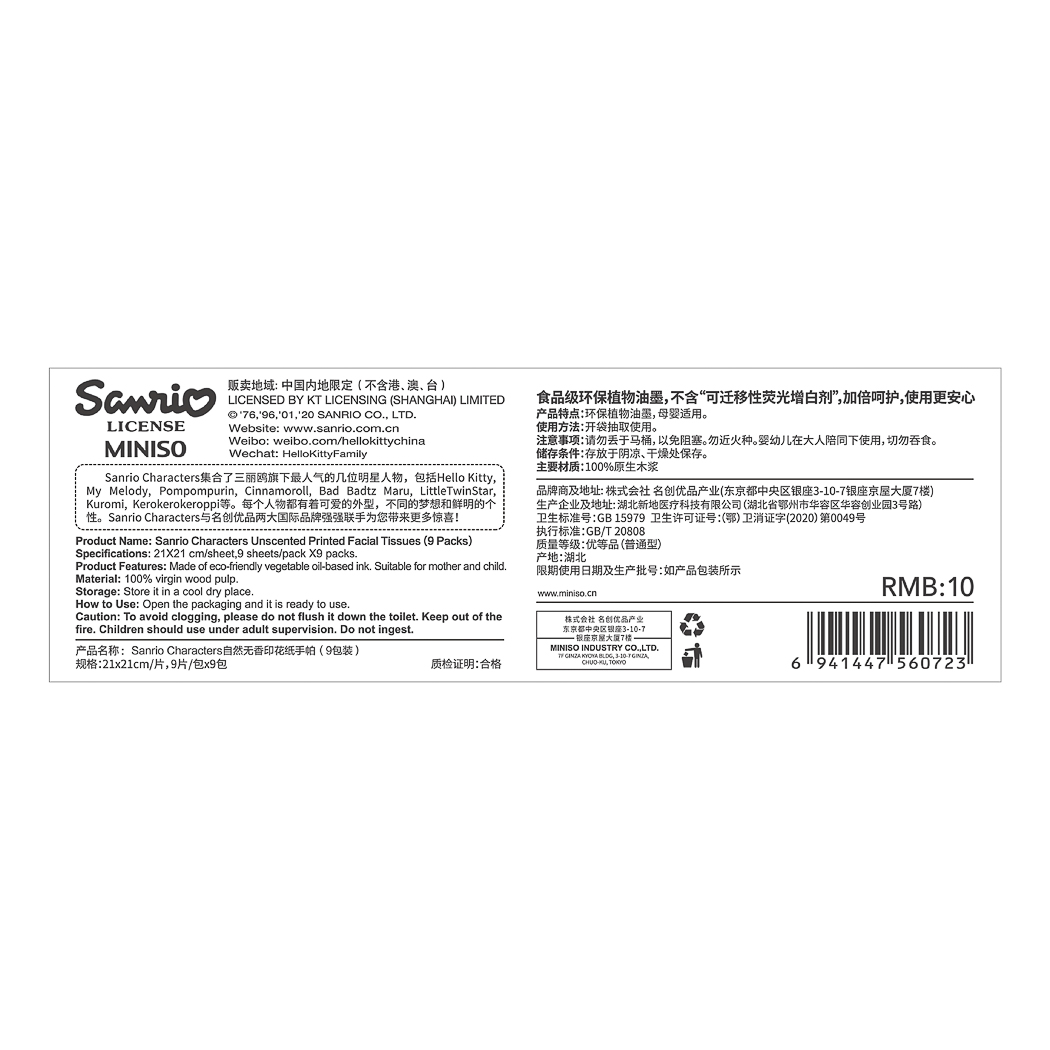 Sanrio
LICENSE
MINISO
贩卖地域: 中国内地限定（不含港、澳、台）
LICENSED BY KT LICENSING (SHANGHAI) LIMITED
© '76,'96,'01,'20 SANRIO CO., LTD.
Website: www.sanrio.com.cn
Weibo: weibo.com/hellokittychina
Wechat: HelloKittyFamily
Sanrio Characters集合了三丽鸥旗下最人气的几位明星人物，包括Hello Kitty,
My Melody, Pompompurin, Cinnamoroll, Bad Badtz Maru, LittleTwinStar,
Kuromi, Kerokerokeroppi等。每个人物都有着可爱的外型，不同的梦想和鲜明的个
性。Sanrio Characters与名创优品两大国际品牌强强联手为您带来更多惊喜！
Product Name: Sanrio Characters Unscented Printed Facial Tissues (9 Packs)
Specifications: 21X21 cm/sheet,9 sheets/pack X9 packs.
Product Features: Made of eco-friendly vegetable oil-based ink. Suitable for mother and child.
Material: 100% virgin wood pulp.
Storage: Store it in a cool dry place.
How to Use: Open the packaging and it is ready to use.
Caution: To avoid clogging, please do not flush it down the toilet. Keep out of the
fire. Children should use under adult supervision. Do not ingest.
产品名称： Sanrio Characters自然无香印花纸手帕（9包装）
规格:21x21cm/片,9片/包x9包 质检证明:合格
食品级环保植物油墨,不含“可迁移性荧光增白剂”,加倍呵护,使用更安心
产品特点:环保植物油墨,母婴适用。
使用方法:开袋抽取使用。
注意事项:请勿丢于马桶,以免阻塞。勿近火种。婴幼儿在大人陪同下使用,切勿吞食。
储存条件:存放于阴凉、干燥处保存。
主要材质:100%原生木浆
品牌商及地址: 株式会社 名创优品产业(东京都中央区银座3-10-7银座京屋大厦7楼)
生产企业及地址: 湖北新地医疗科技有限公司（湖北省鄂州市华容区华容创业园3号路）
卫生标准号:GB 15979 卫生许可证号:(鄂)卫消证字(2020) 第0049号
执行标准:GB/T 20808
质量等级:优等品（普通型）
产地:湖北
限期使用日期及生产批号:如产品包装所示
www.miniso.cn
RMB:10
株式会社 名创优品产业
东京都中央区银座3-10-7
银座京屋大厦7楼
MINISO INDUSTRY CO.,LTD.
7F GINZA KYOYA BLDG, 3-10-7 GINZA,
CHUO-KU, TOKYO
6 941447 560723